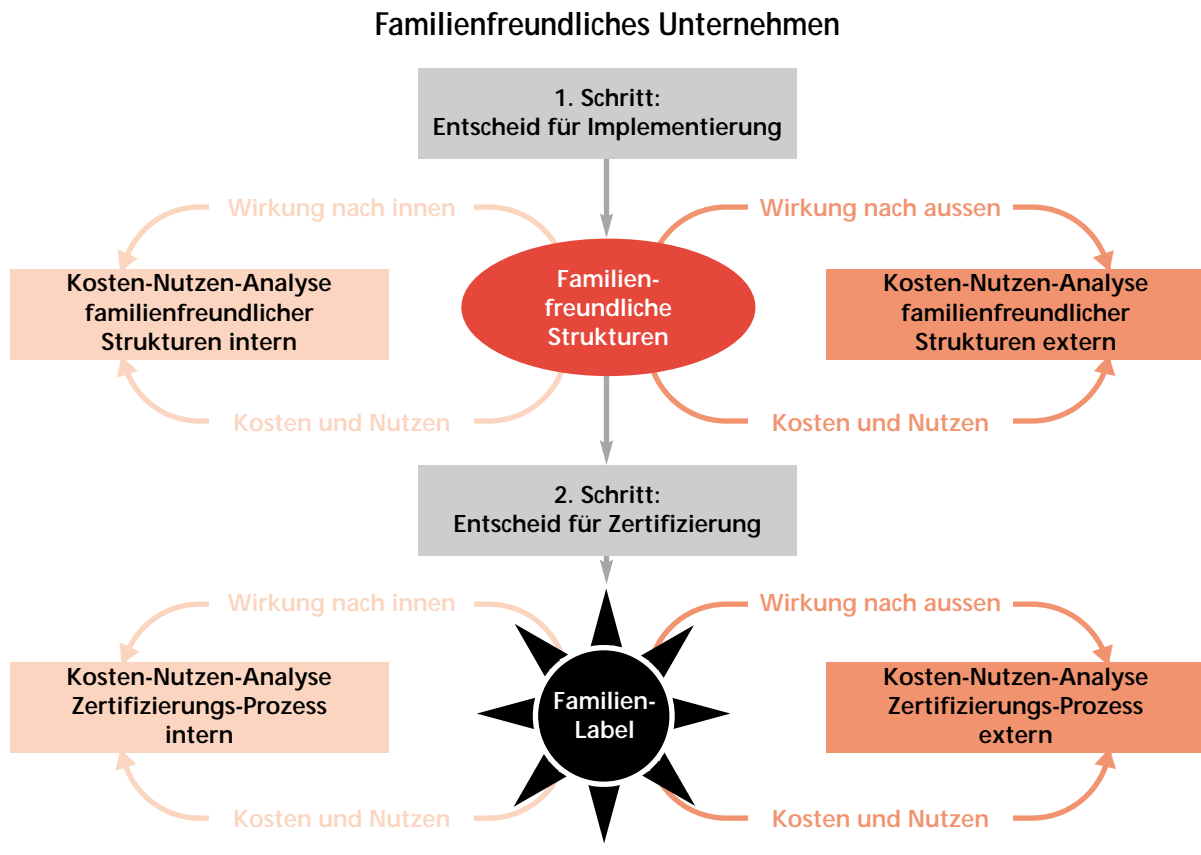 Familienfreundliches Unternehmen
1. Schritt:
Entscheid für Implementierung
Wirkung nach innen
Wirkung nach aussen
Kosten-Nutzen-Analyse
familienfreundlicher
Strukturen intern
Familien-
freundliche
Strukturen
Kosten-Nutzen-Analyse
familienfreundlicher
Strukturen extern
Kosten und Nutzen
Kosten und Nutzen
2. Schritt:
Entscheid für Zertifizierung
Wirkung nach innen
Wirkung nach aussen
Kosten-Nutzen-Analyse
Zertifizierungs-Prozess
intern
Familien-
Label
Kosten-Nutzen-Analyse
Zertifizierungs-Prozess
extern
Kosten und Nutzen
Kosten und Nutzen